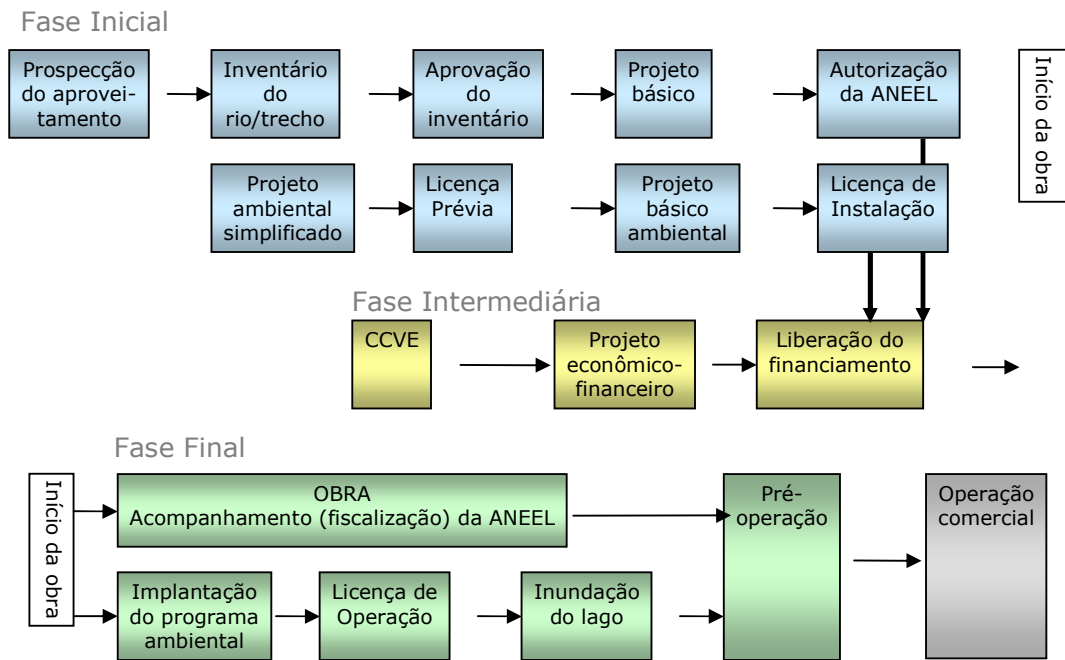 Fase Inicial
Prospecção
do aprovei-
tamento
Inventário
do
rio/trecho
Aprovação
do
inventário
Projeto
básico
Autorização
da ANEEL
Início da obra
Projeto
ambiental
simplificado
Licença
Prévia
Projeto
básico
ambiental
Licença de
Instalação
Fase Intermediária
CCVE
Projeto
econômico-
financeiro
Liberação do
financiamento
Fase Final
Início da obra
OBRA
Acompanhamento (fiscalização) da ANEEL
Pré-
operação
Operação
comercial
Implantação
do programa
ambiental
Licença de
Operação
Inundação
do lago